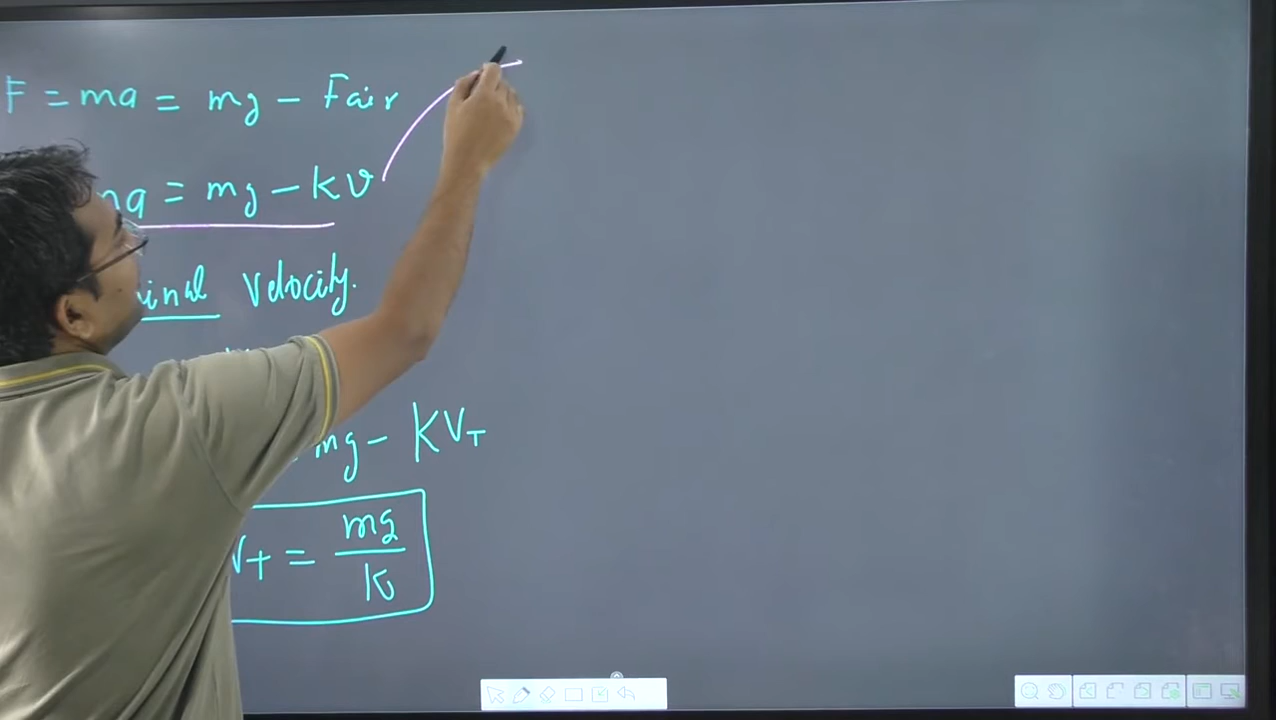 F = ma = mg - Fair
ma = mg - kv
inal Velocity.
mg - KVT
VT = mg/K